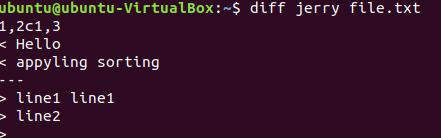 ubuntu@ubuntu-VirtualBox:~$ diff jerry file.txt
1,2c1,3
< Hello
< appyling sorting
---
> line1 line1
> line2
>